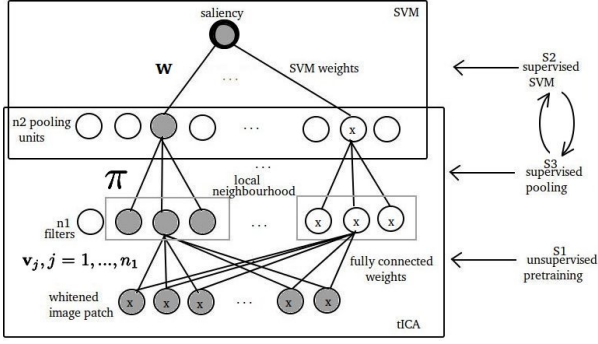 saliency
SVM
w
SVM weights
...
S2
supervised
SVM
n2 pooling
units
...
x
...
π
local
neighbourhood
S3
supervised
pooling
n1
filters
...
x x x
v_j, j = 1, ..., n_1
fully connected
weights
S1
unsupervised
pretraining
whitened
image patch
x x x ... x x
tICA